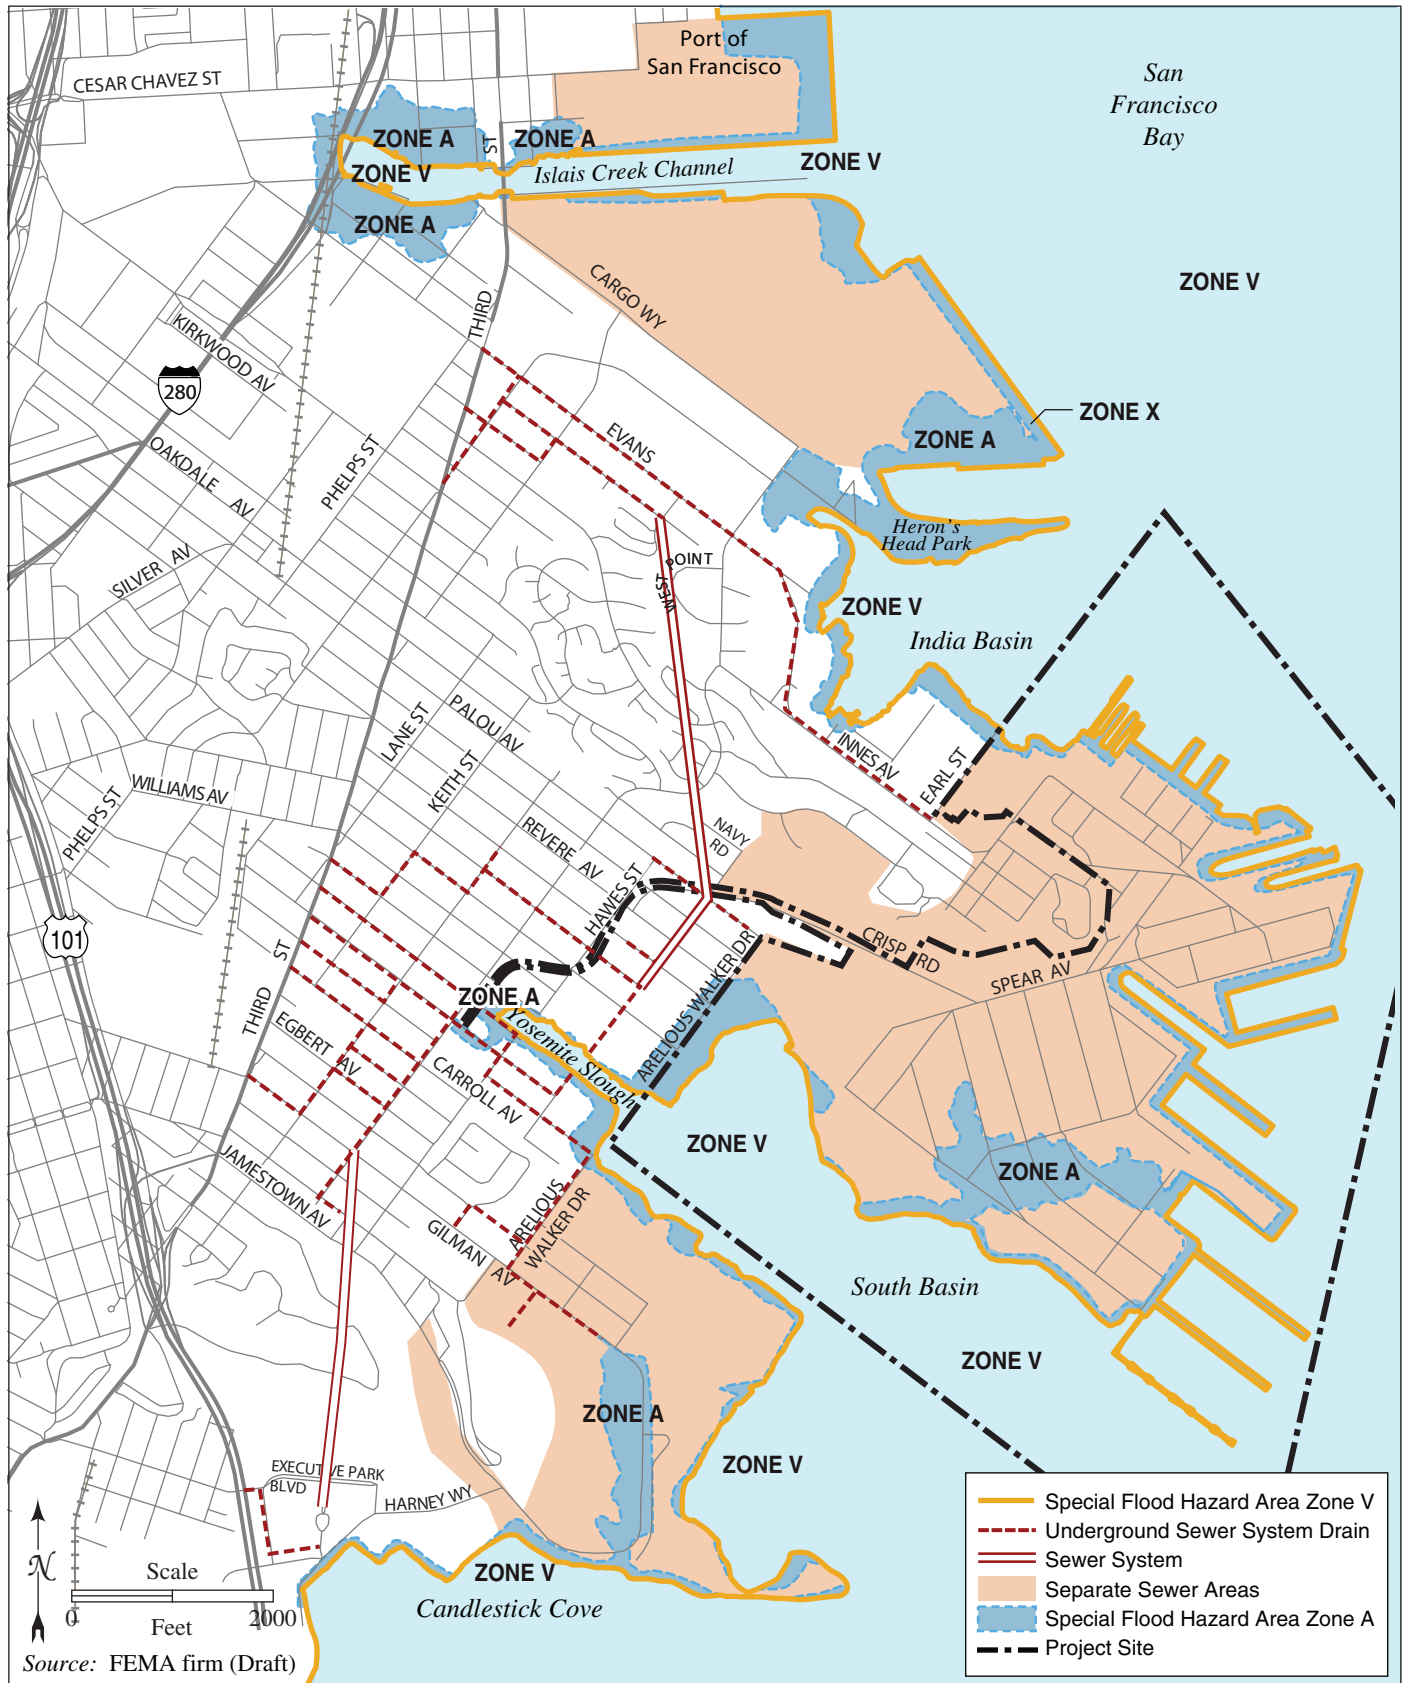 Port of
San Francisco
San
Francisco
Bay
CESAR CHAVEZ ST
ZONE A
ST
ZONE A
ZONE V
Islais Creek Channel
ZONE V
ZONE A
ZONE V
CARGO WY
THIRD
KIRKWOOD AV
280
ZONE X
ZONE A
EVANS
OAKDALE AV
PHELPS ST
Heron's
Head Park
SILVER AV
WEST POINT
ZONE V
India Basin
LANE ST
PALOU AV
KEITH ST
INNES AV
EARL ST
WILLIAMS AV
PHELPS ST
REVERE AV
NAVY
RD
HAWES ST
101
THIRD ST
CRISP RD
SPEAR AV
ZONE A
Yosemite Slough
ARELIOUS WALKER DR
EGBERT AV
CARROLL AV
ZONE V
ZONE A
JAMESTOWN AV
GILMAN AV
ARELIOUS
WALKER DR
South Basin
ZONE V
ZONE A
ZONE V
EXECUTIVE PARK
BLVD
HARNEY WY
ZONE V
Candlestick Cove
N
Scale
0 2000
Feet
Source: FEMA firm (Draft)
Special Flood Hazard Area Zone V
Underground Sewer System Drain
Sewer System
Separate Sewer Areas
Special Flood Hazard Area Zone A
Project Site